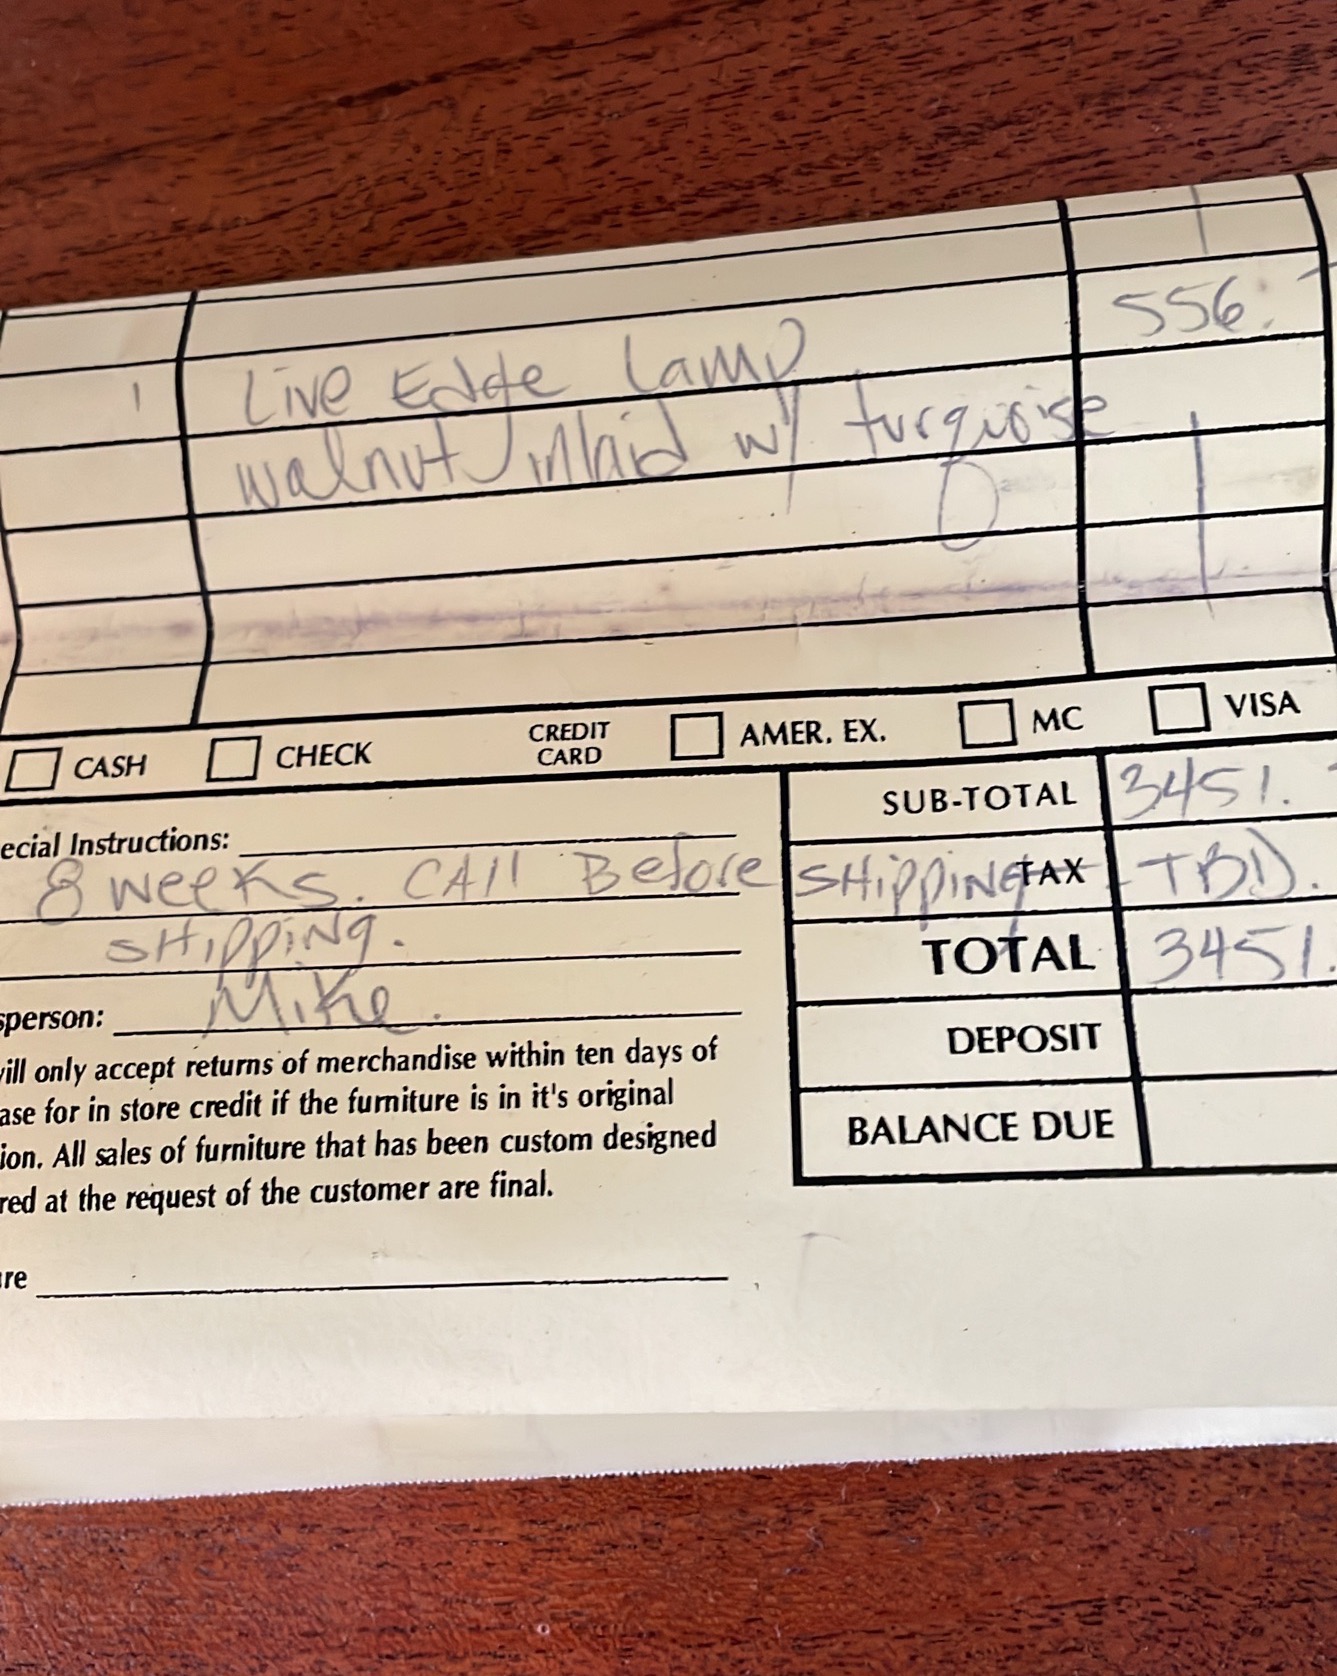 556.
1 Live Edge Lamp
walnut inlaid w/ turquoise
CASH CHECK CREDIT CARD AMER. EX. MC VISA
SUB-TOTAL 3451.
ecial Instructions:
8 weeks. CAll Before
SHippiNg TAX TBD.
SHippiNg.
TOTAL 3451.
sperson: Mike.
DEPOSIT
will only accept returns of merchandise within ten days of
ase for in store credit if the furniture is in it's original
BALANCE DUE
ion. All sales of furniture that has been custom designed
red at the request of the customer are final.
re